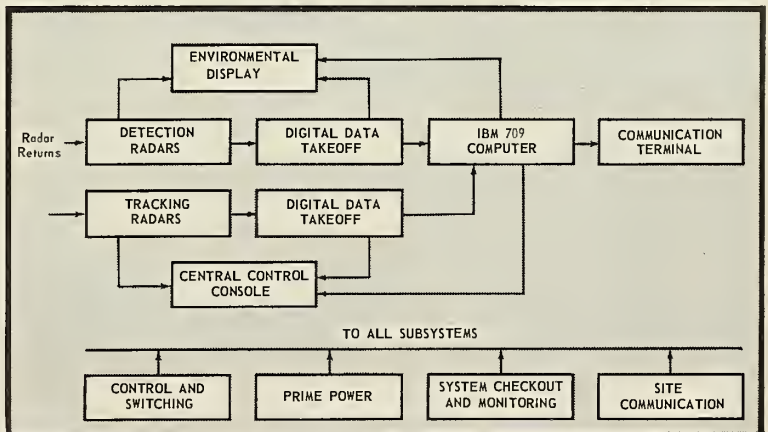 ENVIRONMENTAL
DISPLAY
Radar
Returns
DETECTION
RADARS
DIGITAL DATA
TAKEOFF
IBM 709
COMPUTER
COMMUNICATION
TERMINAL
TRACKING
RADARS
DIGITAL DATA
TAKEOFF
CENTRAL CONTROL
CONSOLE
TO ALL SUBSYSTEMS
CONTROL AND
SWITCHING
PRIME POWER
SYSTEM CHECKOUT
AND MONITORING
SITE
COMMUNICATION